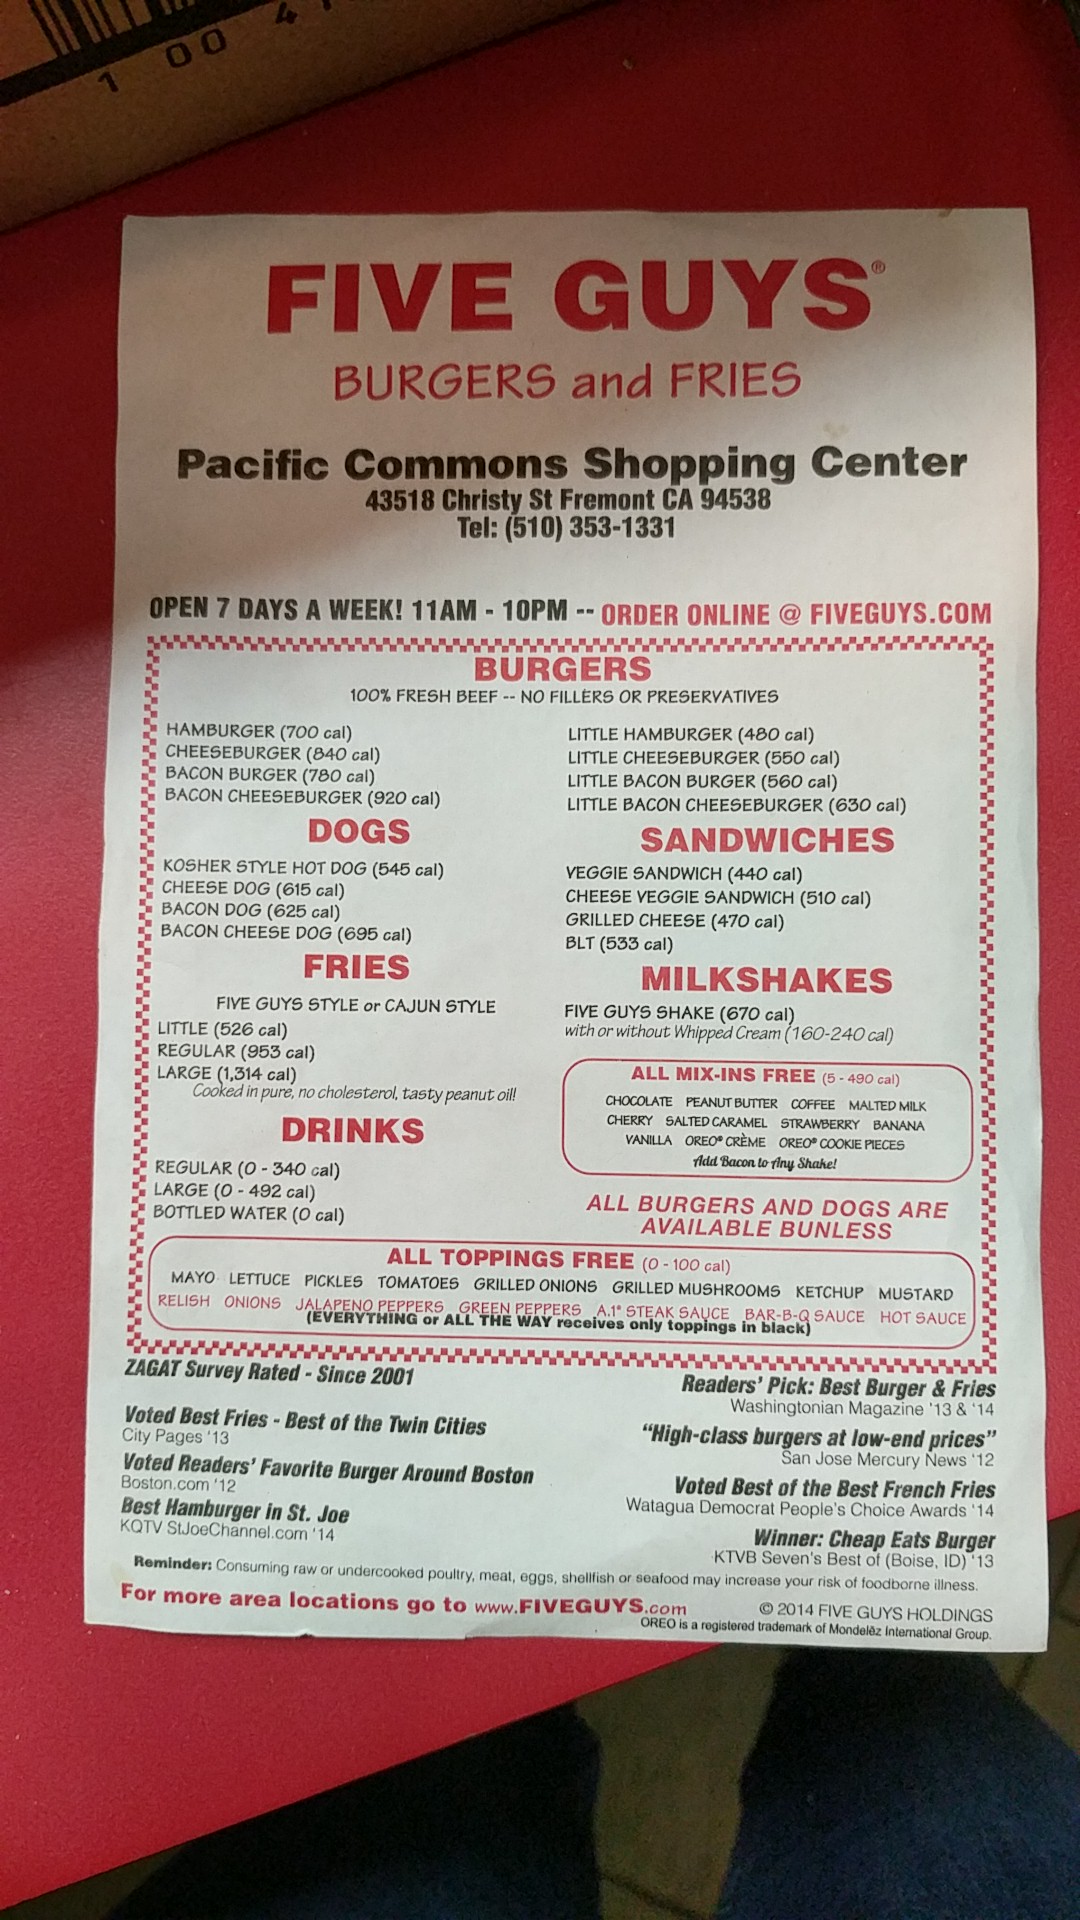 1 00 4
FIVE GUYS®
BURGERS and FRIES
Pacific Commons Shopping Center
43518 Christy St Fremont CA 94538
Tel: (510) 353-1331
OPEN 7 DAYS A WEEK! 11AM - 10PM -- ORDER ONLINE @ FIVEGUYS.COM
BURGERS
100% FRESH BEEF -- NO FILLERS OR PRESERVATIVES
HAMBURGER (700 cal)
CHEESEBURGER (840 cal)
BACON BURGER (780 cal)
BACON CHEESEBURGER (920 cal)
LITTLE HAMBURGER (480 cal)
LITTLE CHEESEBURGER (550 cal)
LITTLE BACON BURGER (560 cal)
LITTLE BACON CHEESEBURGER (630 cal)
DOGS
KOSHER STYLE HOT DOG (545 cal)
CHEESE DOG (615 cal)
BACON DOG (625 cal)
BACON CHEESE DOG (695 cal)
SANDWICHES
VEGGIE SANDWICH (440 cal)
CHEESE VEGGIE SANDWICH (510 cal)
GRILLED CHEESE (470 cal)
BLT (533 cal)
FRIES
FIVE GUYS STYLE or CAJUN STYLE
LITTLE (526 cal)
REGULAR (953 cal)
LARGE (1,314 cal)
Cooked in pure, no cholesterol, tasty peanut oil!
MILKSHAKES
FIVE GUYS SHAKE (670 cal)
with or without Whipped Cream (160-240 cal)
ALL MIX-INS FREE (5 - 490 cal)
CHOCOLATE PEANUT BUTTER COFFEE MALTED MILK
CHERRY SALTED CARAMEL STRAWBERRY BANANA
VANILLA OREO® CRÈME OREO® COOKIE PIECES
Add Bacon to Any Shake!
DRINKS
REGULAR (0 - 340 cal)
LARGE (0 - 492 cal)
BOTTLED WATER (0 cal)
ALL BURGERS AND DOGS ARE
AVAILABLE BUNLESS
ALL TOPPINGS FREE (0 - 100 cal)
MAYO LETTUCE PICKLES TOMATOES GRILLED ONIONS GRILLED MUSHROOMS KETCHUP MUSTARD
RELISH ONIONS JALAPENO PEPPERS GREEN PEPPERS A.1® STEAK SAUCE BAR-B-Q SAUCE HOT SAUCE
(EVERYTHING or ALL THE WAY receives only toppings in black)
ZAGAT Survey Rated - Since 2001
Voted Best Fries - Best of the Twin Cities
City Pages '13
Voted Readers' Favorite Burger Around Boston
Boston.com '12
Best Hamburger in St. Joe
KQTV StJoeChannel.com '14
Readers' Pick: Best Burger & Fries
Washingtonian Magazine '13 & '14
"High-class burgers at low-end prices"
San Jose Mercury News '12
Voted Best of the Best French Fries
Watagua Democrat People's Choice Awards '14
Winner: Cheap Eats Burger
KTVB Seven's Best of (Boise, ID) '13
Reminder: Consuming raw or undercooked poultry, meat, eggs, shellfish or seafood may increase your risk of foodborne illness.
For more area locations go to www.FIVEGUYS.com
© 2014 FIVE GUYS HOLDINGS
OREO is a registered trademark of Mondelēz International Group.